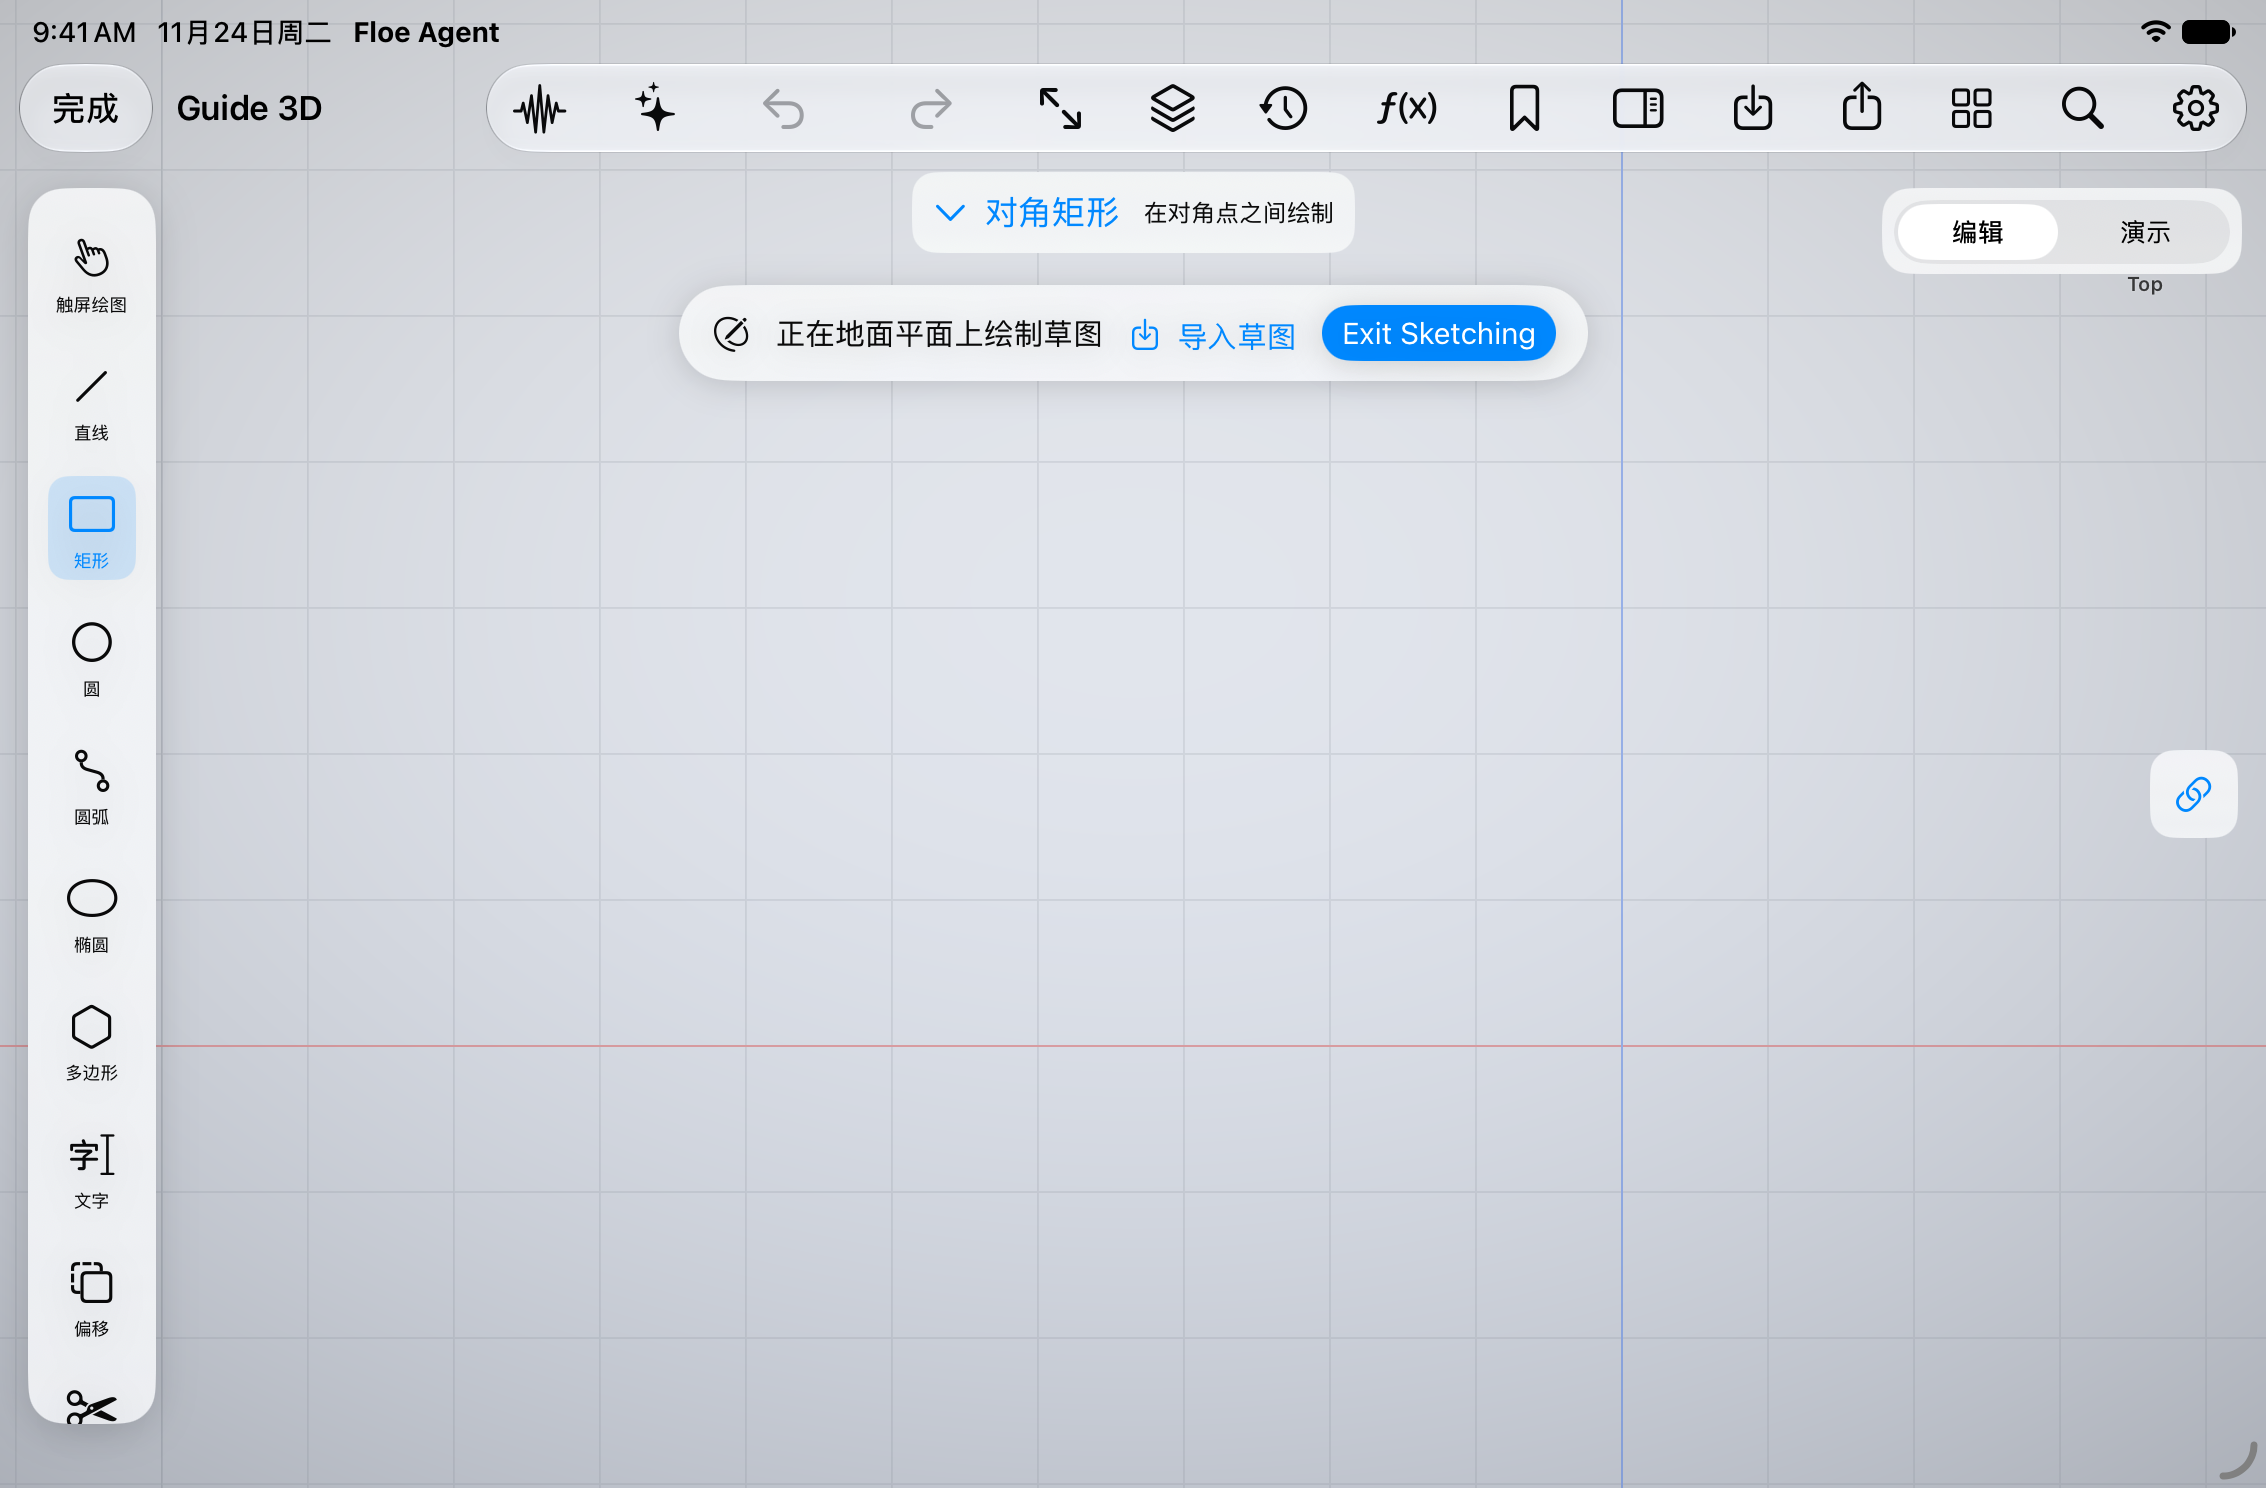 9:41 AM 11月24日周二 Floe Agent
完成 Guide 3D f(x)
对角矩形 在对角点之间绘制
编辑 演示
Top
正在地面平面上绘制草图 导入草图 Exit Sketching
触屏绘图
直线
矩形
圆
圆弧
椭圆
多边形
字
文字
偏移